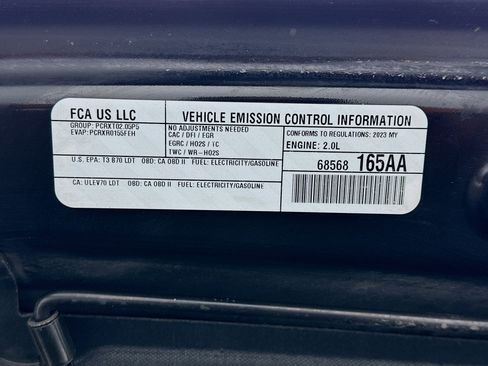 FCA US LLC
GROUP: PCRXT02.05P5
EVAP: PCRXR0155FEH
VEHICLE EMISSION CONTROL INFORMATION
NO ADJUSTMENTS NEEDED
CAC / DFI / EGR
EGRC / HO2S / TC
TWC / WR-HO2S
CONFORMS TO REGULATIONS: 2023 MY
ENGINE: 2.0L
68568 165AA
U.S. EPA: T3 B70 LDT OBD: CA OBD II FUEL: ELECTRICITY/GASOLINE
CA: ULEV70 LDT OBD: CA OBD II FUEL: ELECTRICITY/GASOLINE